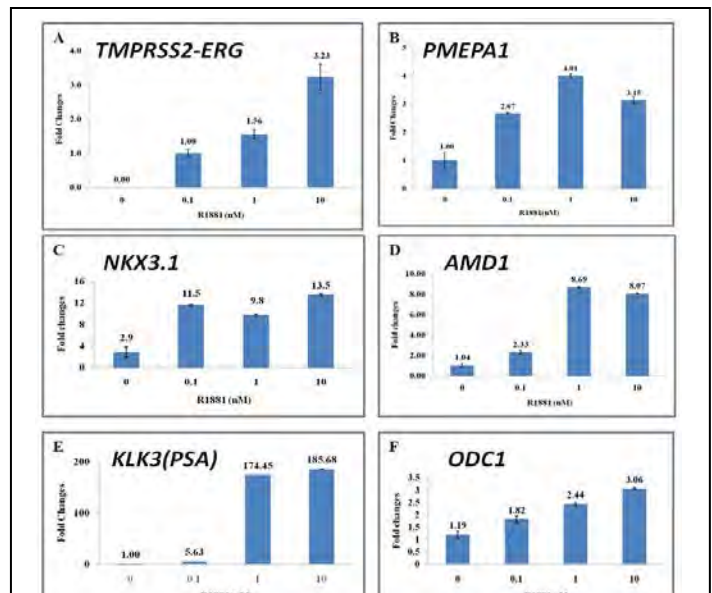 A
TMPRSS2-ERG
Fold Changes
4.0
3.0
2.0
1.0
0.0
0.00
1.00
1.56
3.23
0 0.1 1 10
R1881 (nM)
B
PMEPA1
Fold Changes
5
4
3
2
1
0
1.00
2.67
4.01
3.15
0 0.1 1 10
R1881(nM)
C
NKX3.1
Fold changes
16
12
8
4
0
2.9
11.5
9.8
13.5
0 0.1 1 10
R1881 (nM)
D
AMD1
Fold changes
10.00
8.00
6.00
4.00
2.00
0.00
1.04
2.33
8.69
8.07
0 0.1 1 10
R1881 (nM)
E
KLK3(PSA)
Fold Changes
200
100
0
1.00
5.63
174.45
185.68
0 0.1 1 10
F
ODC1
Fold changes
3.5
3
2.5
2
1.5
1
0.5
0
1.19
1.82
2.44
3.06
0 0.1 1 10